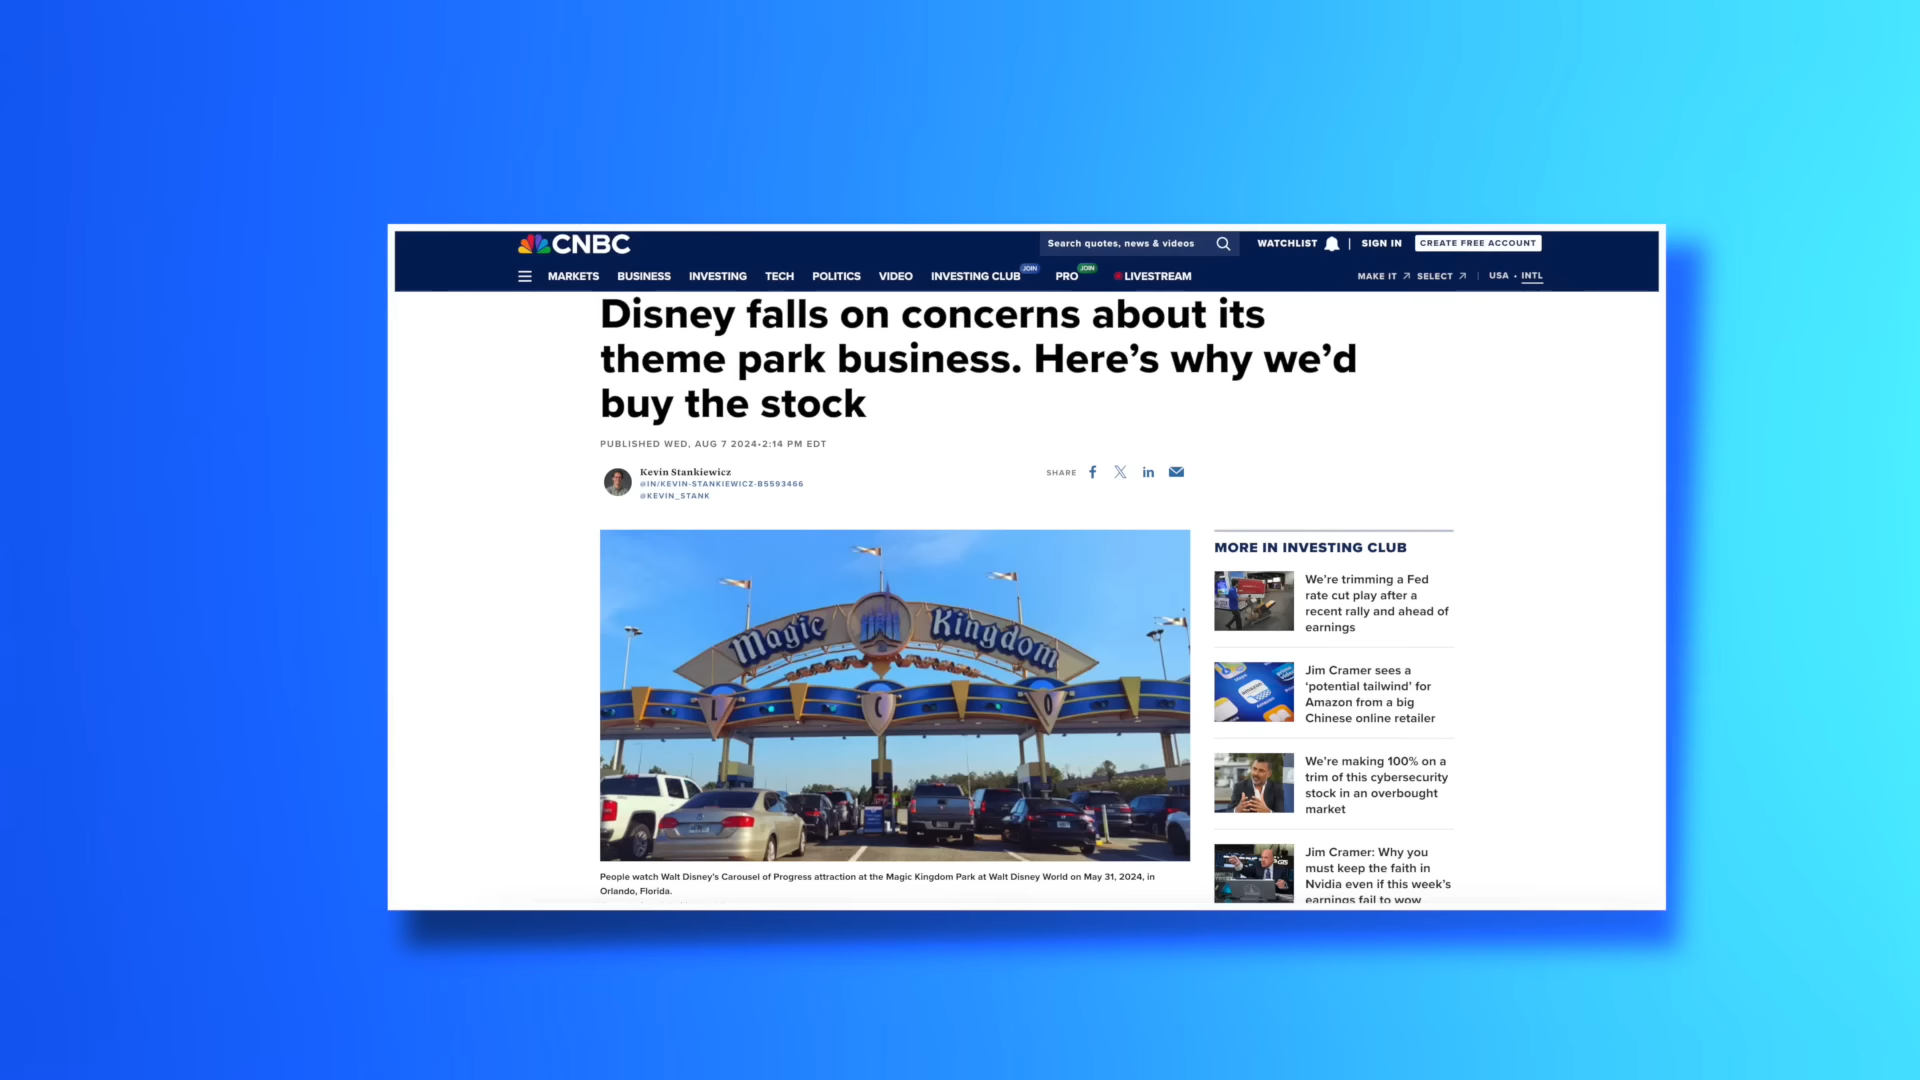 CNBC
Search quotes, news & videos
WATCHLIST | SIGN IN CREATE FREE ACCOUNT
MARKETS BUSINESS INVESTING TECH POLITICS VIDEO INVESTING CLUB JOIN PRO JOIN LIVESTREAM
MAKE IT SELECT | USA • INTL
Disney falls on concerns about its
theme park business. Here’s why we’d
buy the stock
PUBLISHED WED, AUG 7 2024•2:14 PM EDT
Kevin Stankiewicz
@IN/KEVIN-STANKIEWICZ-B5593466
@KEVIN_STANK
SHARE
Magic Kingdom
L C O
People watch Walt Disney’s Carousel of Progress attraction at the Magic Kingdom Park at Walt Disney World on May 31, 2024, in
Orlando, Florida.
MORE IN INVESTING CLUB
We’re trimming a Fed
rate cut play after a
recent rally and ahead of
earnings
Jim Cramer sees a
‘potential tailwind’ for
Amazon from a big
Chinese online retailer
We’re making 100% on a
trim of this cybersecurity
stock in an overbought
market
Jim Cramer: Why you
must keep the faith in
Nvidia even if this week’s
earnings fail to wow